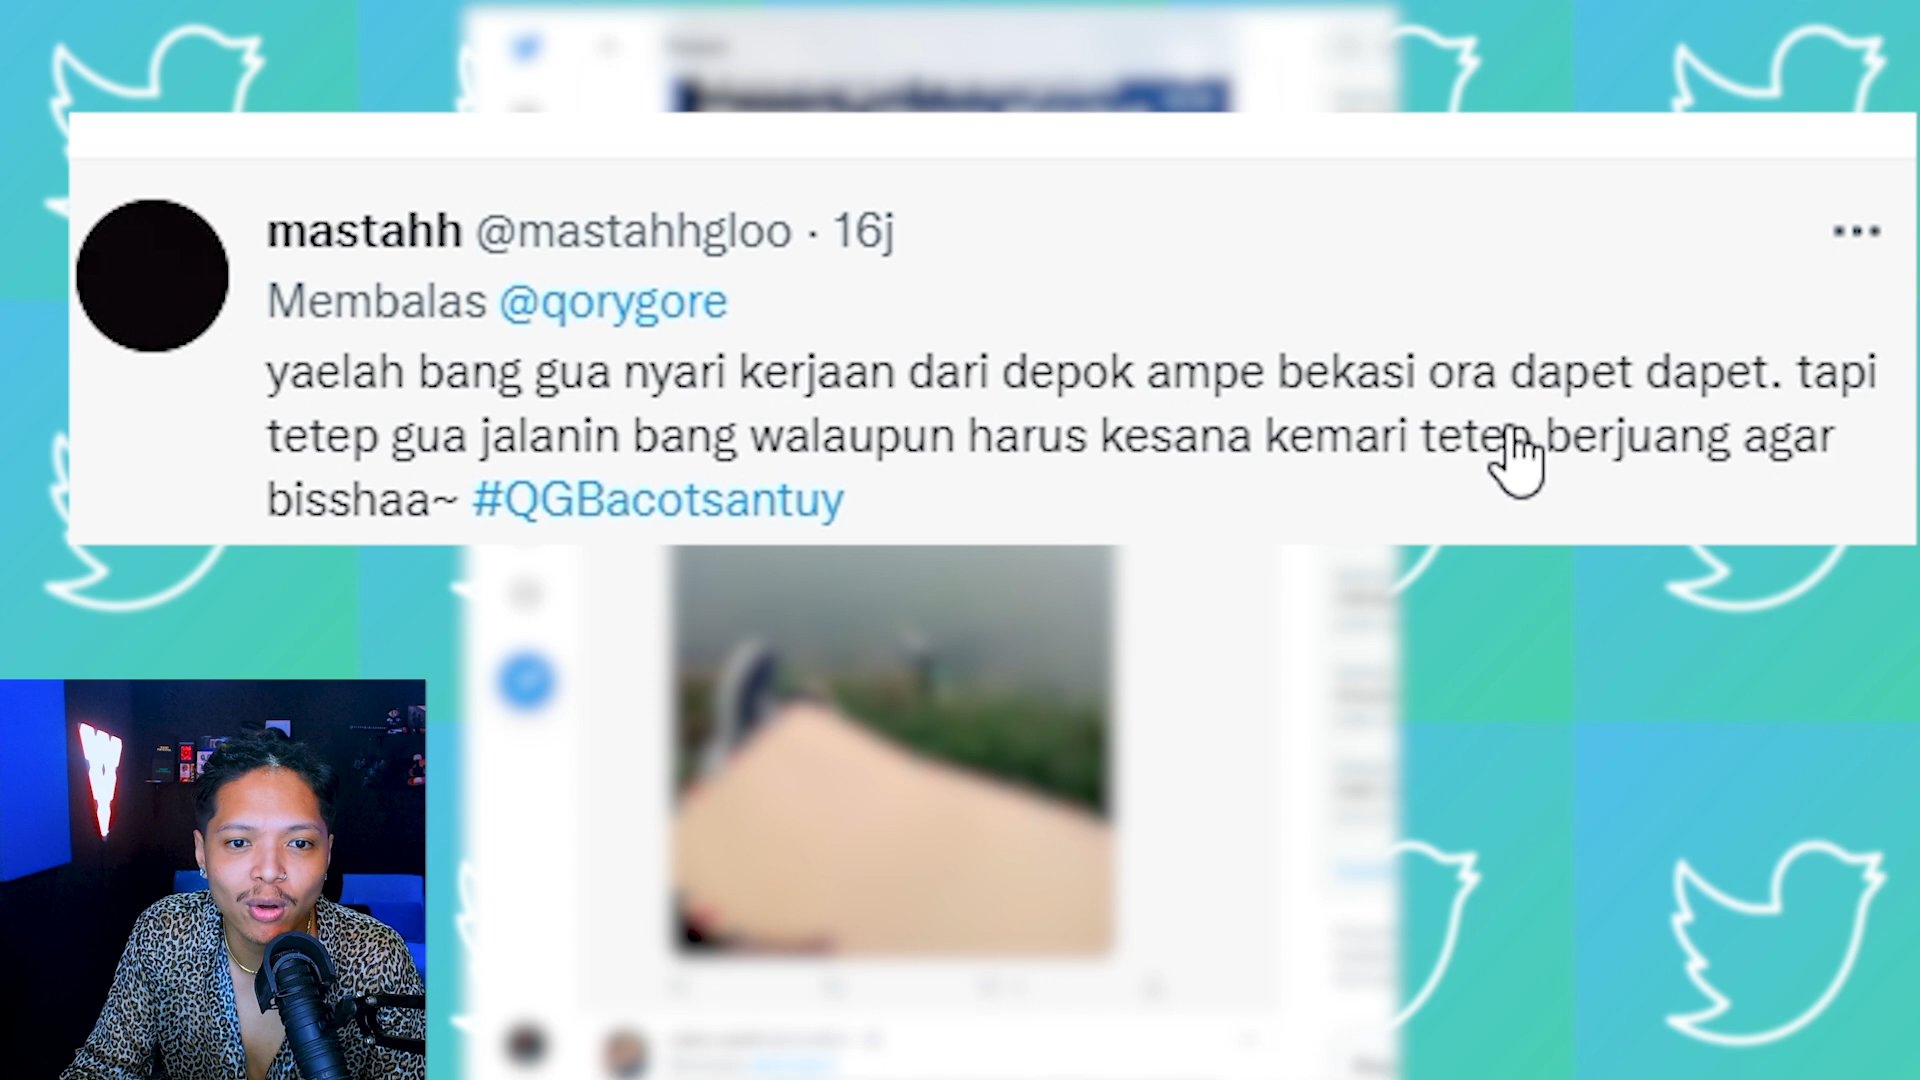 mastahh @mastahhgloo · 16j
Membalas @qorygore
yaelah bang gua nyari kerjaan dari depok ampe bekasi ora dapet dapet. tapi
tetep gua jalanin bang walaupun harus kesana kemari tetep berjuang agar
bisshaa~ #QGBacotsantuy